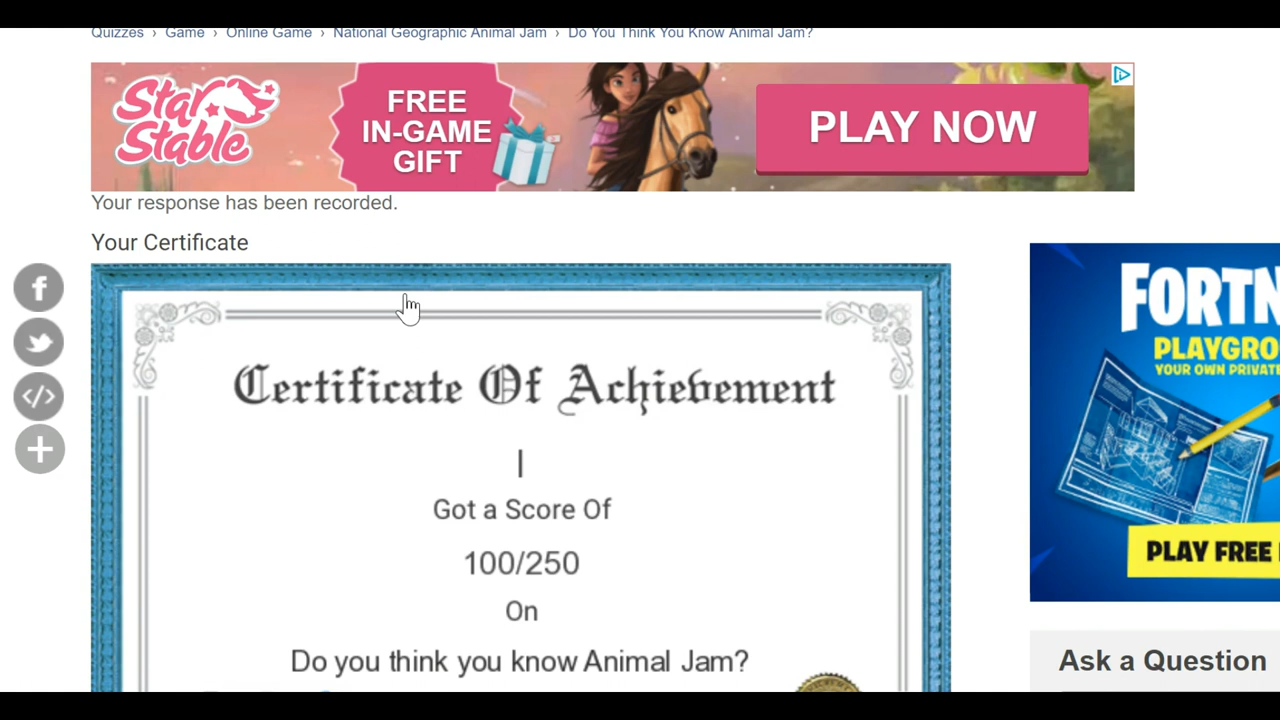 Quizzes › Game › Online Game › National Geographic Animal Jam › Do You Think You Know Animal Jam?
Star Stable
FREE
IN-GAME
GIFT
PLAY NOW
Your response has been recorded.
Your Certificate
Certificate Of Achievement
I
Got a Score Of
100/250
On
Do you think you know Animal Jam?
FORTN
PLAYGRO
YOUR OWN PRIVATE
PLAY FREE
Ask a Question